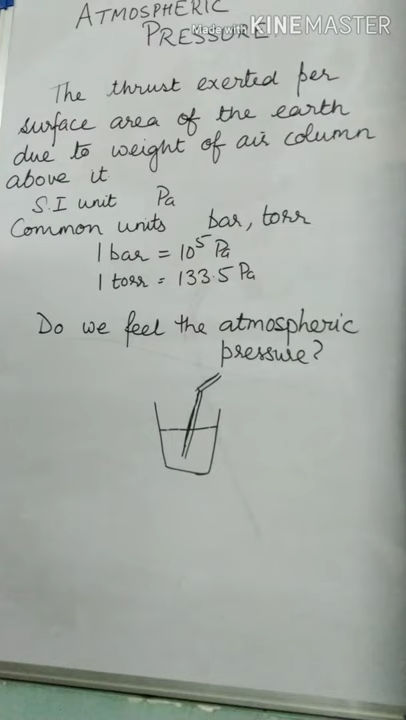 ATMOSPHERIC
PRESSURE
Made with KINEMASTER
The thrust exerted per
surface area of the earth
due to weight of air column
above it
S.I unit Pa
Common units bar, torr
1 bar = 10⁵ Pa
1 torr = 133.5 Pa
Do we feel the atmospheric
pressure?